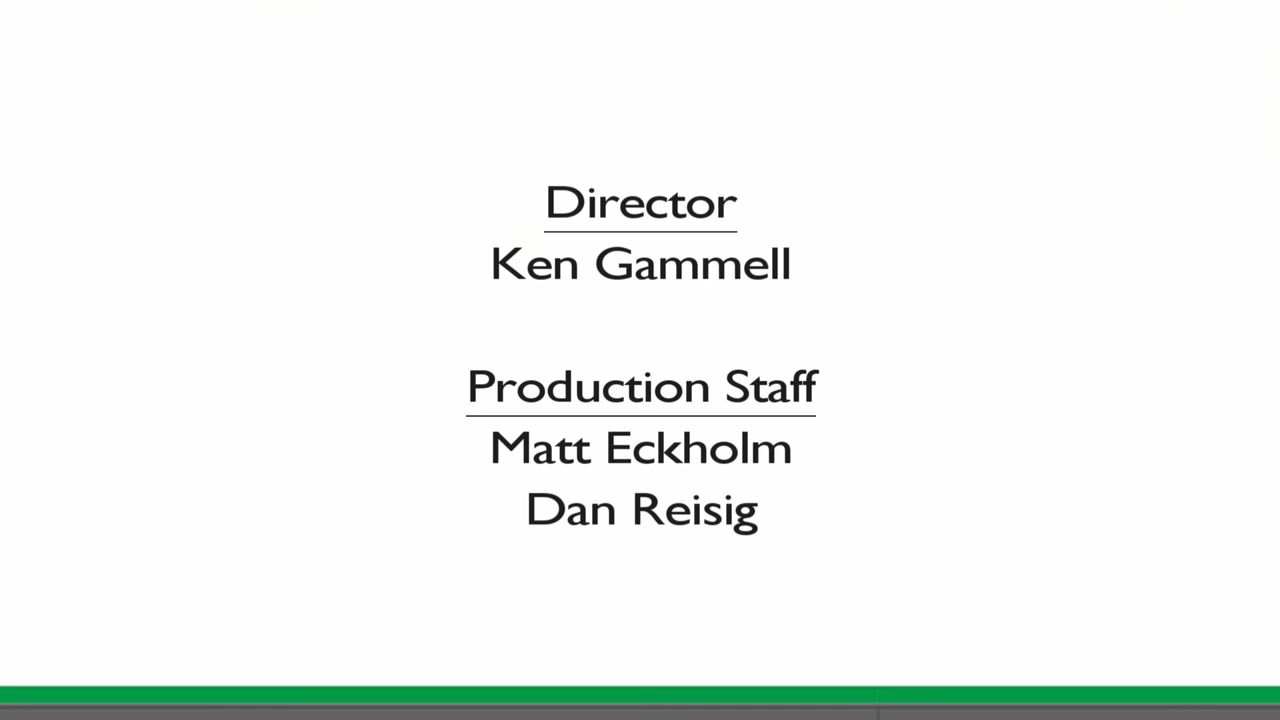 Director
Ken Gammell
Production Staff
Matt Eckholm
Dan Reisig